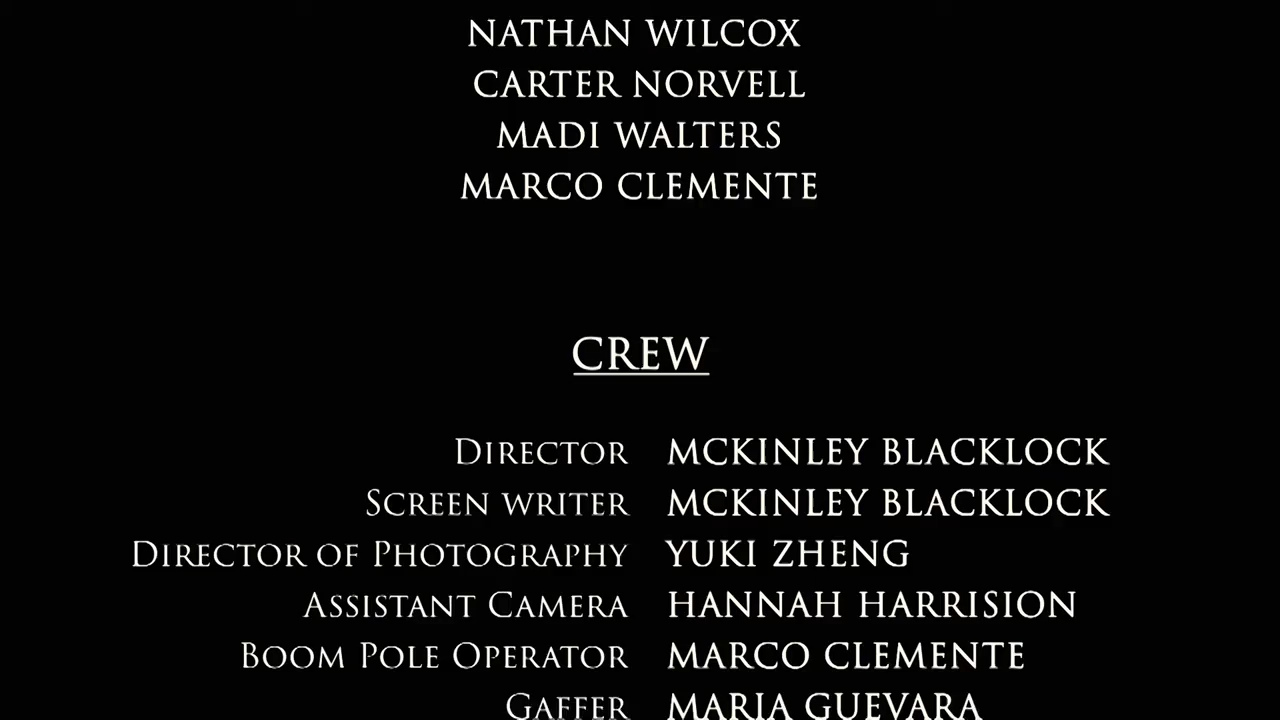 NATHAN WILCOX
CARTER NORVELL
MADI WALTERS
MARCO CLEMENTE
CREW
Director MCKINLEY BLACKLOCK
Screen writer MCKINLEY BLACKLOCK
Director of Photography YUKI ZHENG
Assistant Camera HANNAH HARRISION
Boom Pole Operator MARCO CLEMENTE
Gaffer MARIA GUEVARA